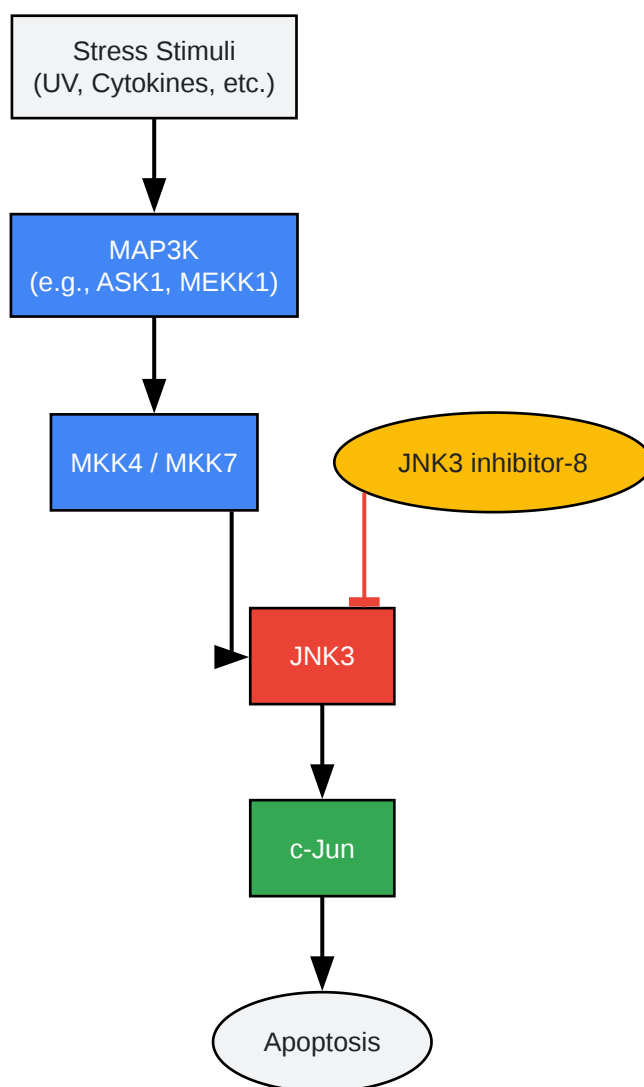 Stress Stimuli
(UV, Cytokines, etc.)
MAP3K
(e.g., ASK1, MEKK1)
MKK4 / MKK7
JNK3 inhibitor-8
JNK3
c-Jun
Apoptosis